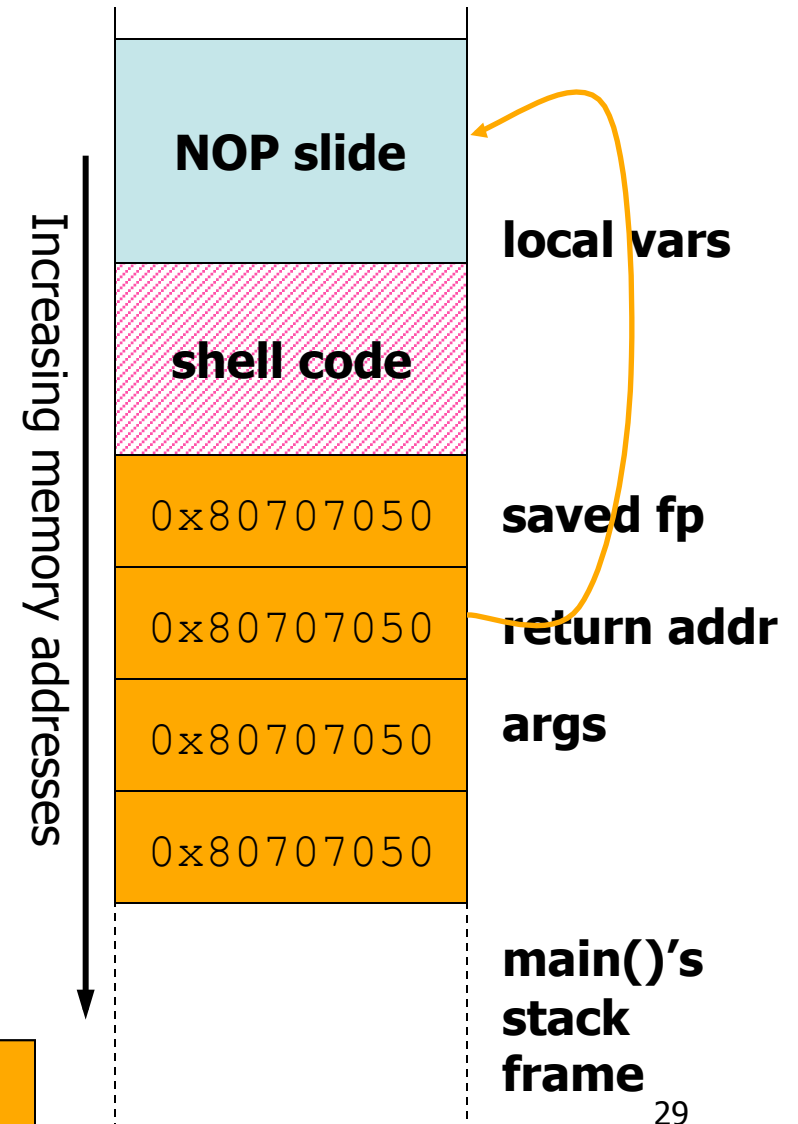 NOP slide
local vars
Increasing memory addresses
shell code
0x80707050
saved fp
0x80707050
return addr
0x80707050
args
0x80707050
main()’s
stack
frame
29